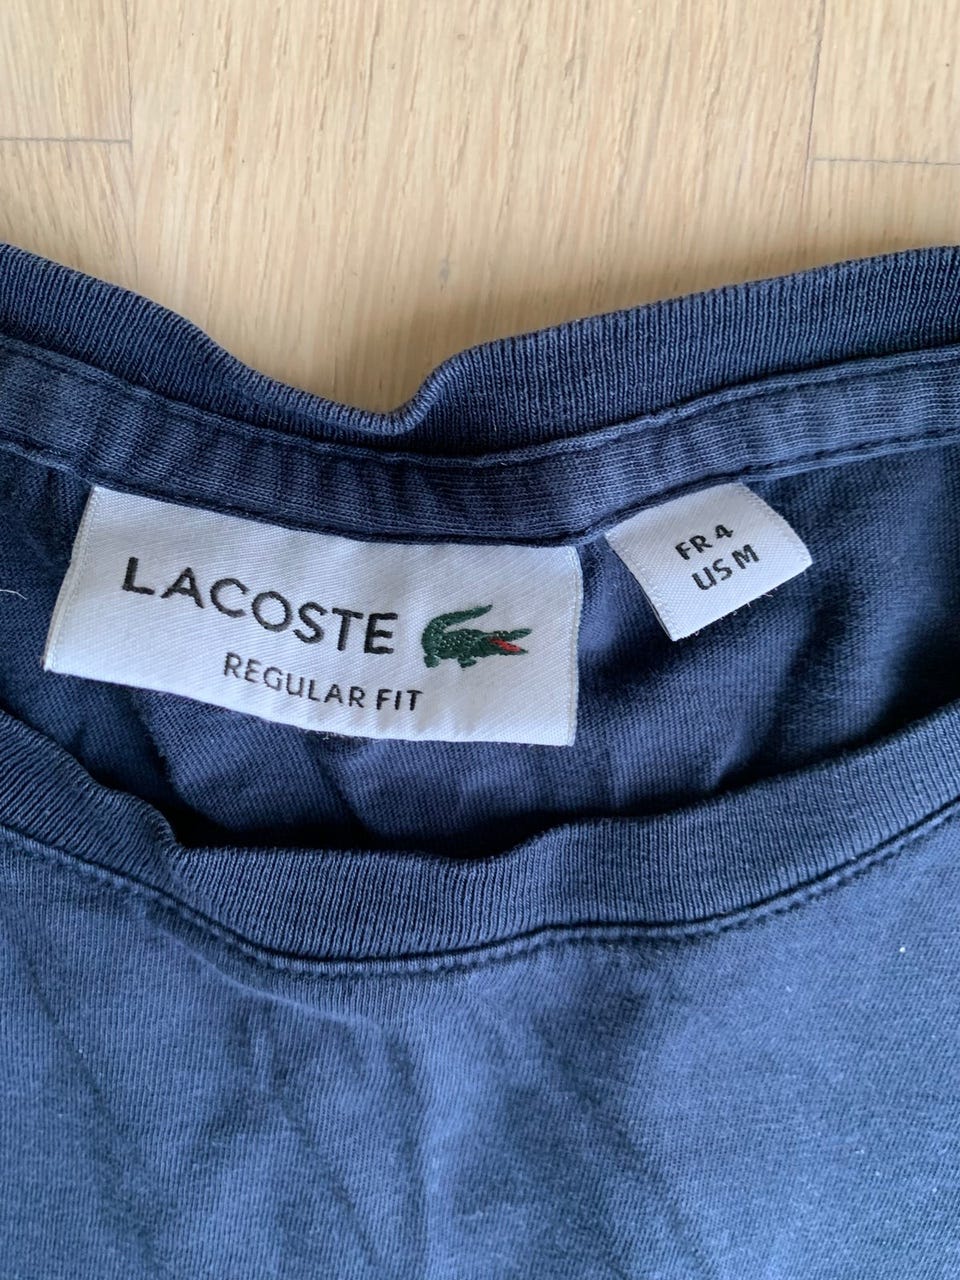 LACOSTE
REGULAR FIT
FR 4
US M